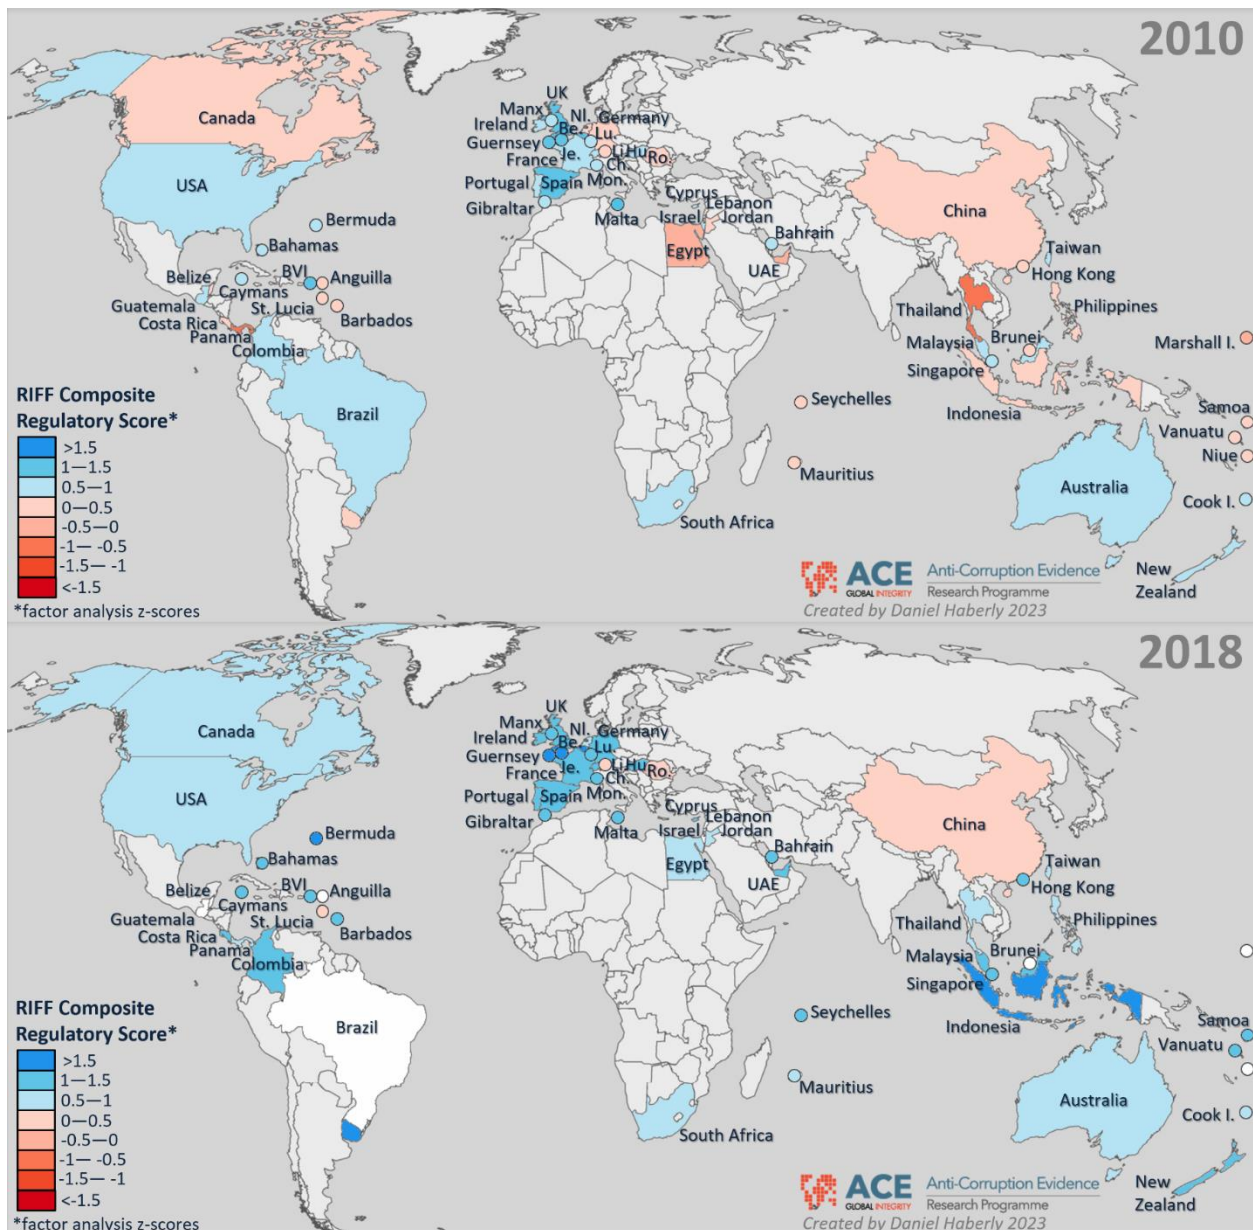 2010
UK
Manx
Nl. Germany
Ireland
Be.
Lu.
Canada
Guernsey
Li.
Hu
Ro.
France
Je.
Ch.
China
USA
Portugal
Spain
Mon.
Cyprus
Gibraltar
Malta
Lebanon
Israel
Jordan
Bermuda
Egypt
Bahrain
Taiwan
Bahamas
UAE
Hong Kong
Belize
BVI
Anguilla
Caymans
Guatemala
St. Lucia
Barbados
Thailand
Philippines
Costa Rica
Panama
Colombia
Malaysia
Brunei
Marshall I.
Singapore
RIFF Composite
Regulatory Score*
Brazil
Seychelles
Indonesia
Samoa
Vanuatu
Niue
>1.5
1—1.5
0.5—1
0—0.5
-0.5—0
-1— -0.5
-1.5— -1
<-1.5
*factor analysis z-scores
Mauritius
Australia
Cook I.
South Africa
New
Zealand
ACE
GLOBAL INTEGRITY
Anti-Corruption Evidence
Research Programme
Created by Daniel Haberly 2023
2018
UK
Manx
Nl. Germany
Ireland
Be.
Lu.
Canada
Guernsey
Li.
Hu
Ro.
France
Je.
Ch.
China
USA
Portugal
Spain
Mon.
Cyprus
Gibraltar
Malta
Lebanon
Israel
Jordan
Bermuda
Egypt
Bahrain
Taiwan
Bahamas
UAE
Hong Kong
Belize
BVI
Anguilla
Caymans
Guatemala
St. Lucia
Barbados
Thailand
Philippines
Costa Rica
Panama
Colombia
Malaysia
Brunei
Singapore
RIFF Composite
Regulatory Score*
Brazil
Seychelles
Indonesia
Samoa
Vanuatu
>1.5
1—1.5
0.5—1
0—0.5
-0.5—0
-1— -0.5
-1.5— -1
<-1.5
*factor analysis z-scores
Mauritius
Australia
Cook I.
South Africa
New
Zealand
ACE
GLOBAL INTEGRITY
Anti-Corruption Evidence
Research Programme
Created by Daniel Haberly 2023